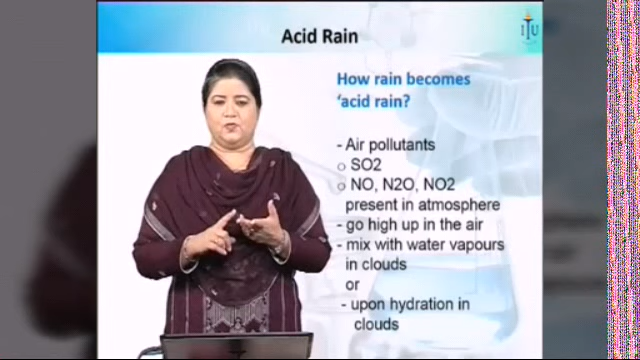 ITU
Acid Rain
How rain becomes
‘acid rain?
- Air pollutants
o SO2
o NO, N2O, NO2
present in atmosphere
- go high up in the air
- mix with water vapours
in clouds
or
- upon hydration in
clouds